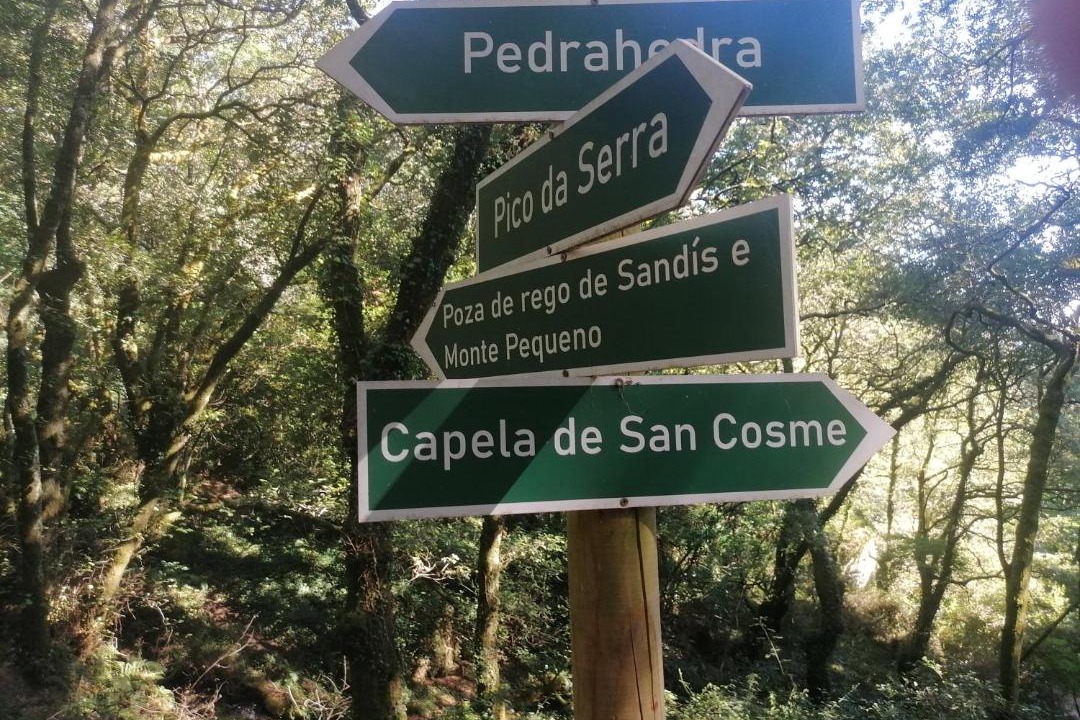 Pedrahedra
Pico da Serra
Poza de rego de Sandís e
Monte Pequeno
Capela de San Cosme